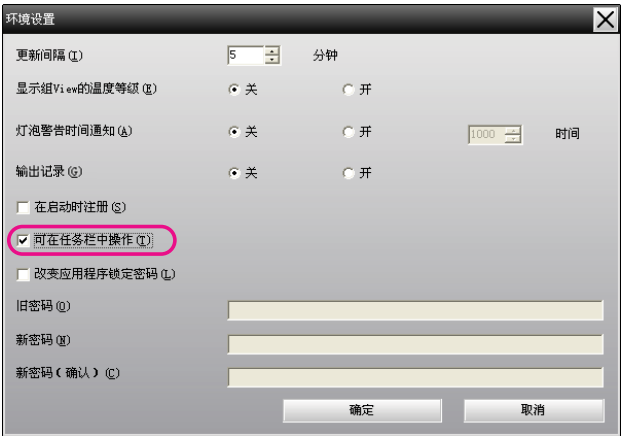 环境设置
更新间隔(I) 5 分钟
显示组View的温度等级(E) 关 开
灯泡警告时间通知(A) 关 开 1000 时间
输出记录(G) 关 开
在启动时注册(S)
可在任务栏中操作(T)
改变应用程序锁定密码(L)
旧密码(O)
新密码(N)
新密码(确认)(C)
确定 取消